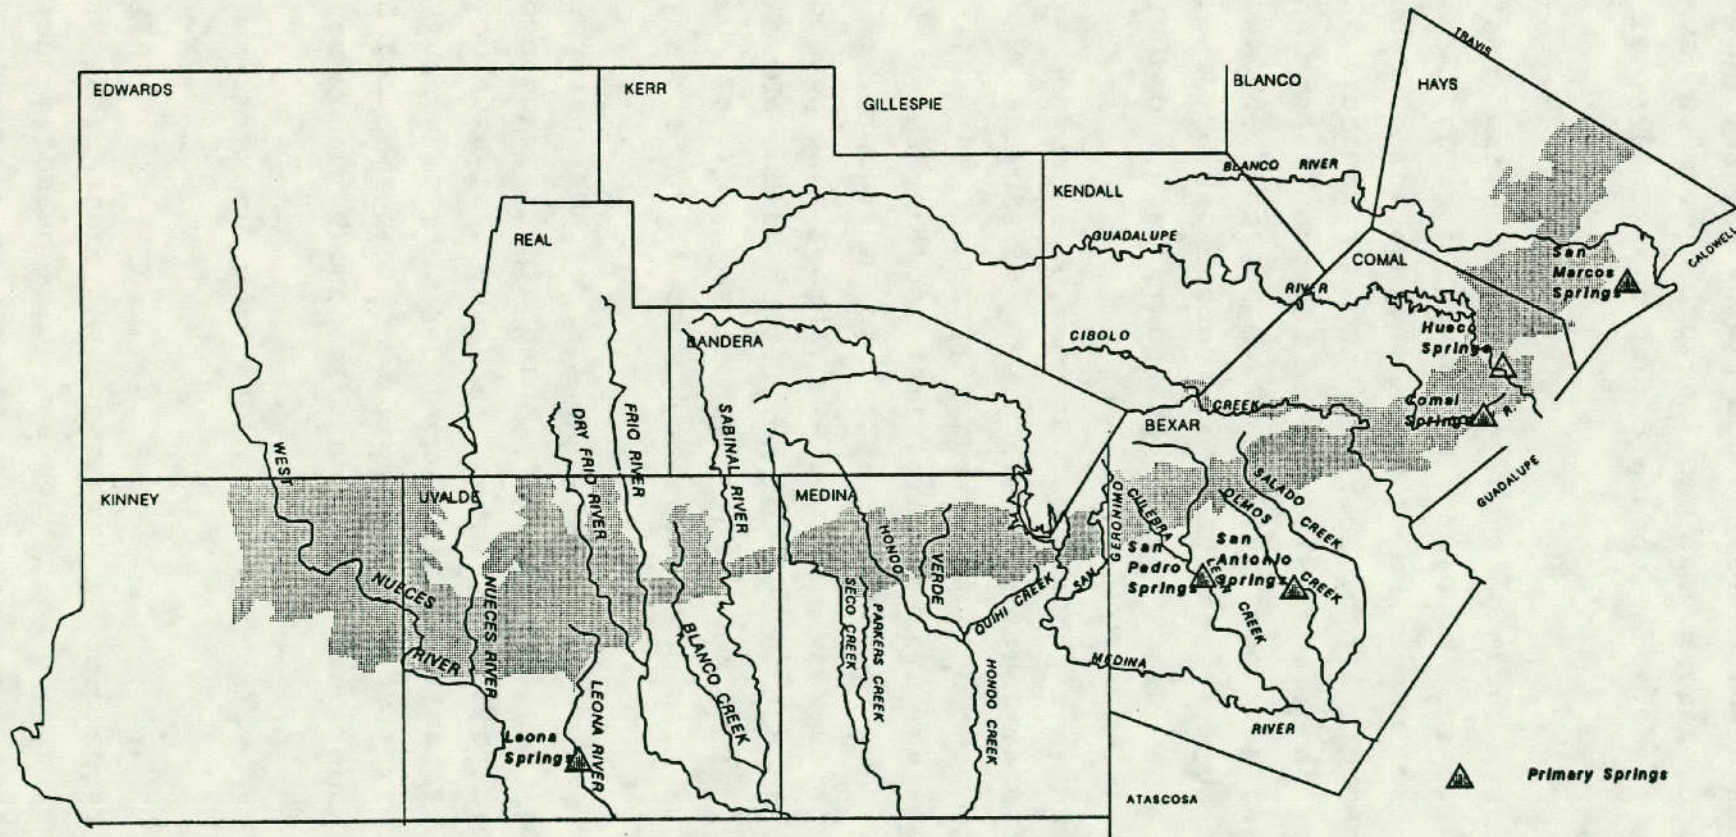 TRAVIS
EDWARDS
KERR
GILLESPIE
BLANCO
HAYS
BLANCO RIVER
KENDALL
REAL
GUADALUPE
RIVER
COMAL
CALDWELL
San
Marcos
Springs
BANDERA
CIBOLO
CREEK
Hueco
Springs
Comal
Springs
R.
BEXAR
GUADALUPE
WEST
NUECES
RIVER
DRY FRIO RIVER
FRIO RIVER
SABINAL RIVER
KINNEY
UVALDE
MEDINA
NUECES RIVER
HONDO
VERDE
SAN
GERONIMO
CULEBRA
OLMOS
CREEK
SALADO CREEK
San
Pedro
Springs
San
Antonio
Springs
LEON
CREEK
SECO CREEK
PARKERS CREEK
QUIHI CREEK
HONDO CREEK
BLANCO CREEK
LEONA RIVER
Leona
Springs
MEDINA
RIVER
ATASCOSA
Primary Springs